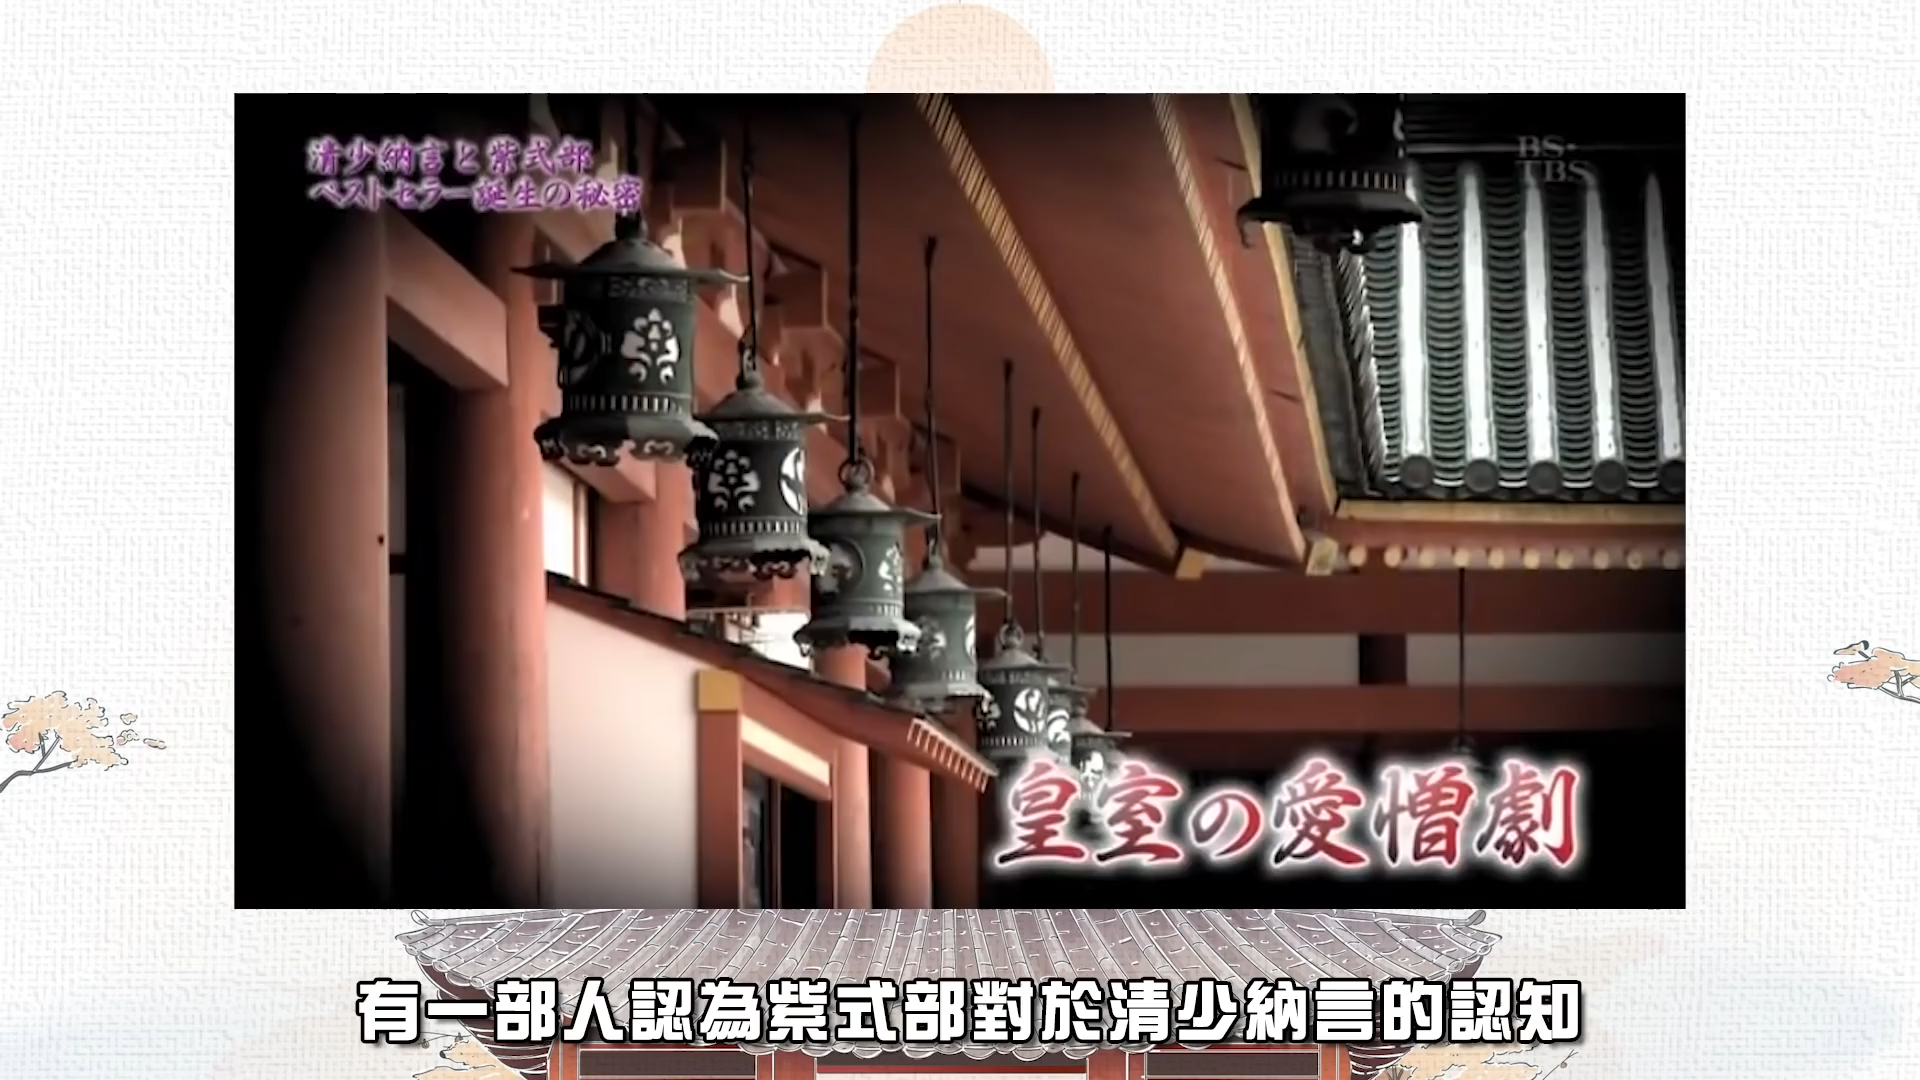 清少納言と紫式部
ベストセラー誕生の秘密
BS-
TBS
皇室の愛憎劇
有一部人認為紫式部對於清少納言的認知